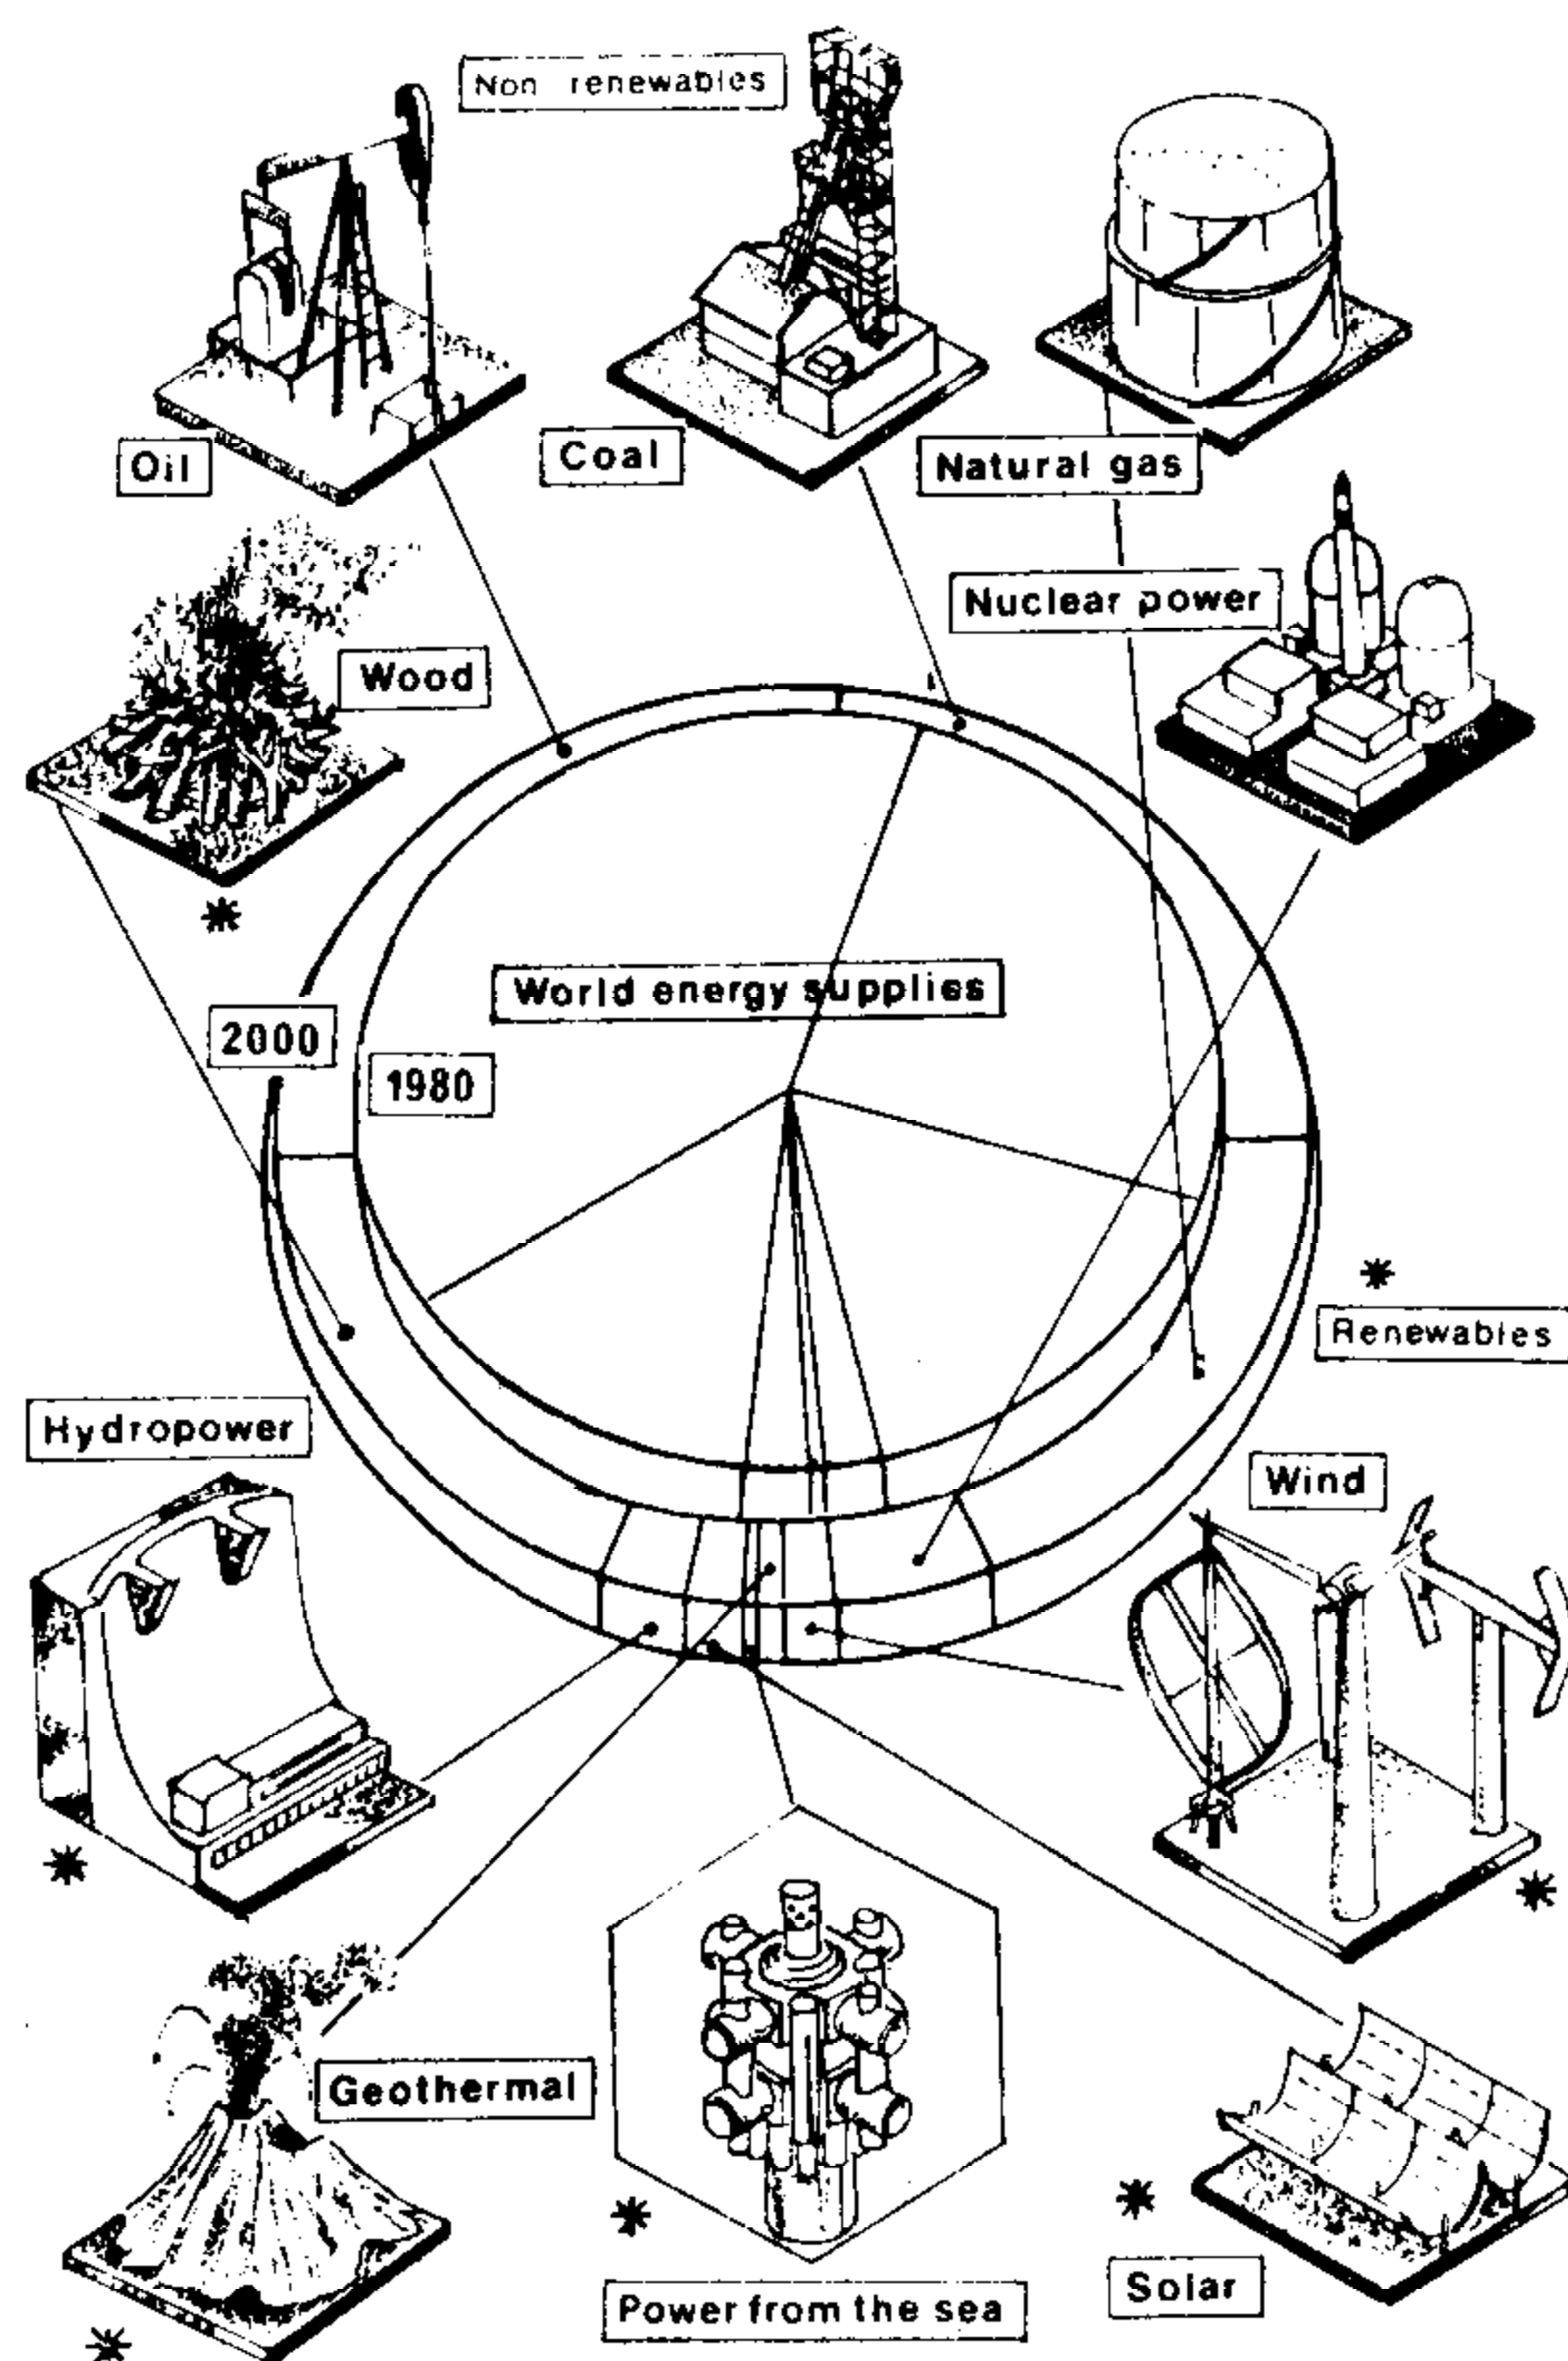 Non renewables
Oil
Coal
Natural gas
Nuclear power
Wood
World energy supplies
2000
1980
Renewables
Hydropower
Wind
Geothermal
Power from the sea
Solar